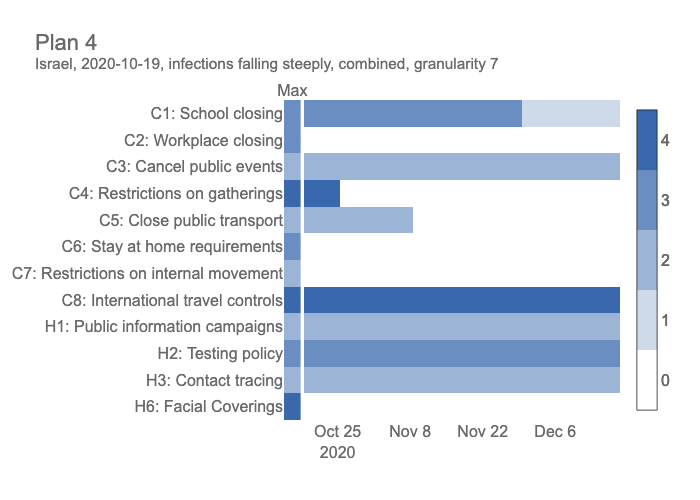 Plan 4
Israel, 2020-10-19, infections falling steeply, combined, granularity 7
Max
C1: School closing
C2: Workplace closing
C3: Cancel public events
C4: Restrictions on gatherings
C5: Close public transport
C6: Stay at home requirements
C7: Restrictions on internal movement
C8: International travel controls
H1: Public information campaigns
H2: Testing policy
H3: Contact tracing
H6: Facial Coverings
Oct 25 Nov 8 Nov 22 Dec 6
2020
4
3
2
1
0